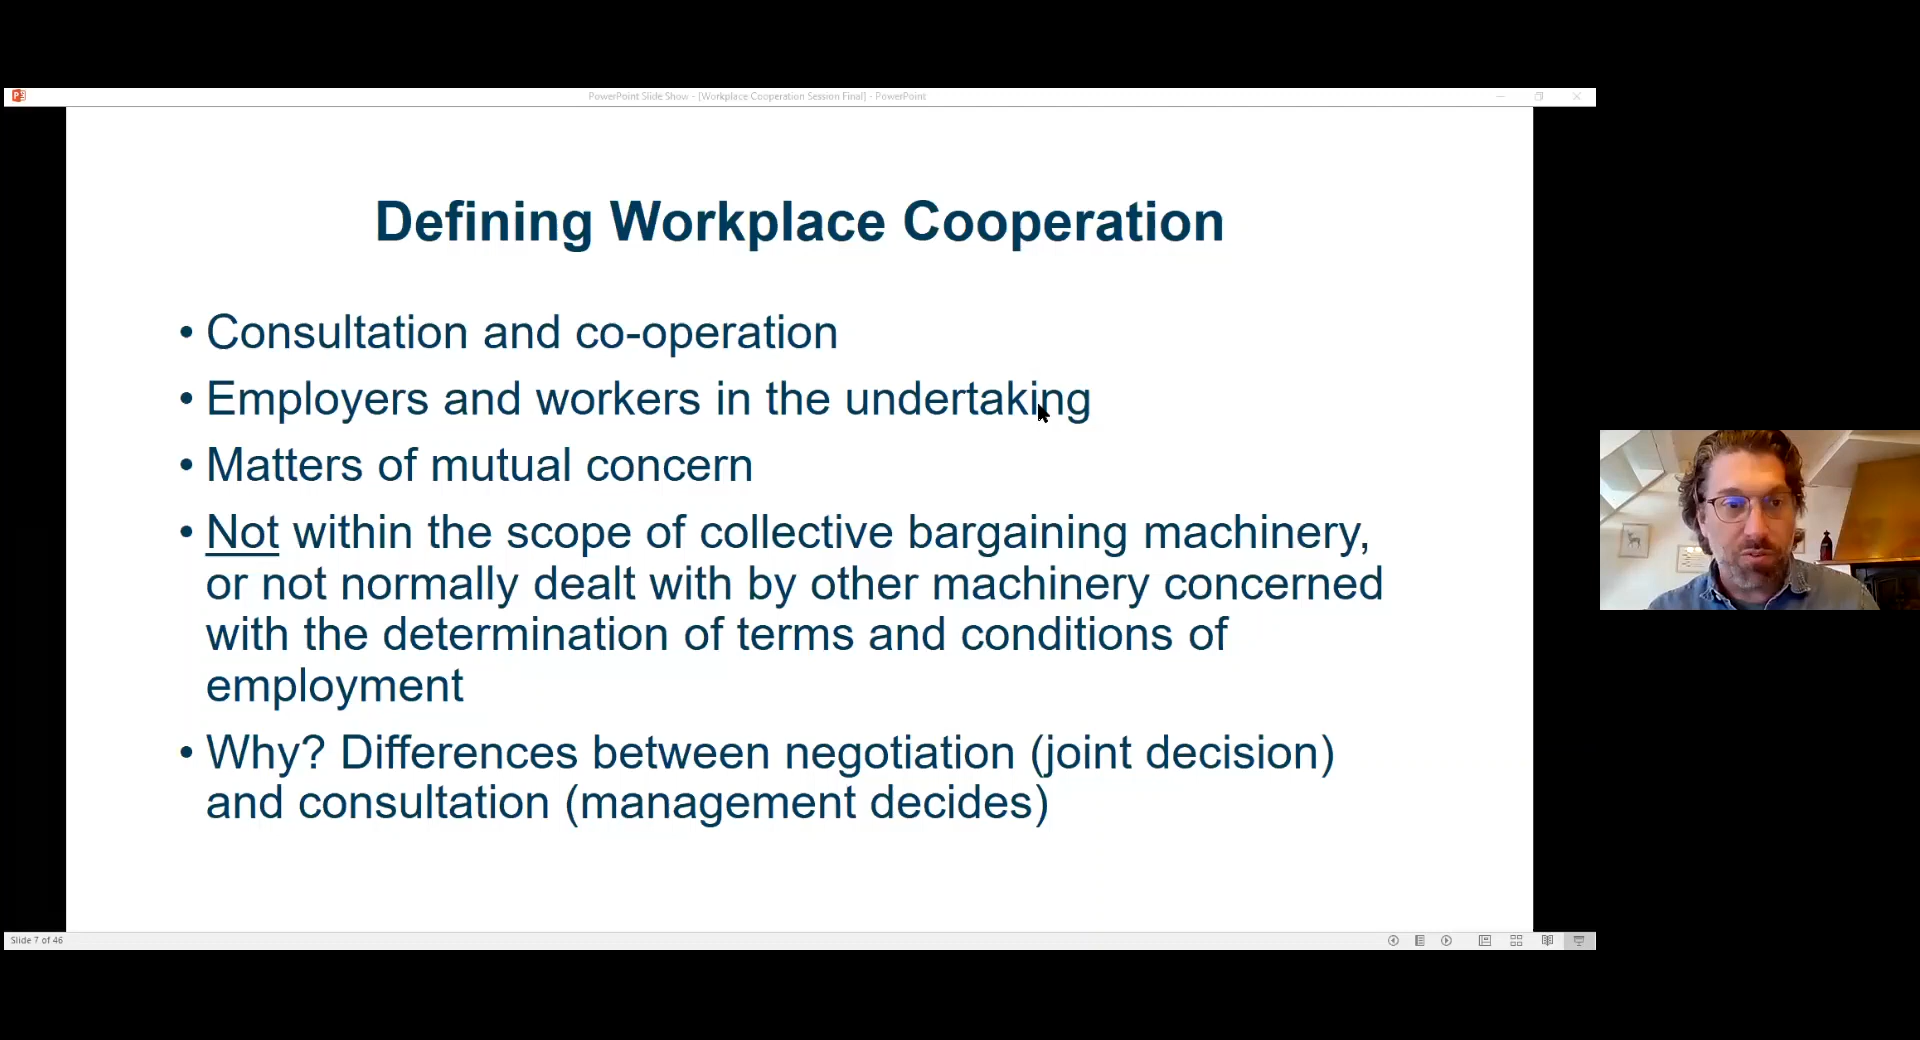 PowerPoint Slide Show - [Workplace Cooperation Session Final] - PowerPoint
Defining Workplace Cooperation
• Consultation and co-operation
• Employers and workers in the undertaking
• Matters of mutual concern
• Not within the scope of collective bargaining machinery,
or not normally dealt with by other machinery concerned
with the determination of terms and conditions of
employment
• Why? Differences between negotiation (joint decision)
and consultation (management decides)
Slide 7 of 46